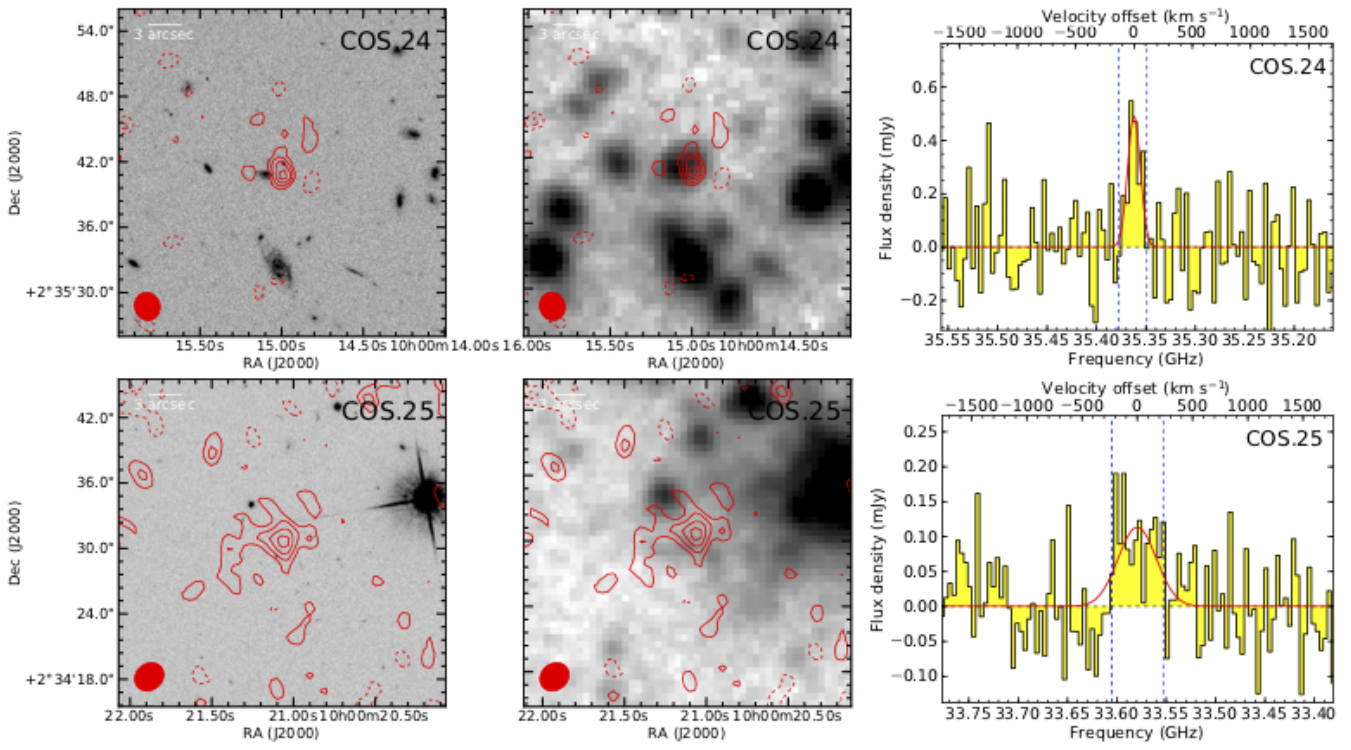 3 arcsec
COS.24
54.0"
48.0"
42.0"
36.0"
+2°35'30.0"
Dec (J2000)
15.50s 15.00s 14.50s 10h00m14.00s
RA (J2000)
3 arcsec
COS.24
16.00s 15.50s 15.00s 10h00m14.50s
RA (J2000)
Velocity offset (km s⁻¹)
−1500 −1000 −500 0 500 1000 1500
COS.24
0.6
0.4
0.2
0.0
−0.2
Flux density (mJy)
35.55 35.50 35.45 35.40 35.35 35.30 35.25 35.20
Frequency (GHz)
3 arcsec
COS.25
42.0"
36.0"
30.0"
24.0"
+2°34'18.0"
Dec (J2000)
22.00s 21.50s 21.00s 10h00m20.50s
RA (J2000)
3 arcsec
COS.25
22.00s 21.50s 21.00s 10h00m20.50s
RA (J2000)
Velocity offset (km s⁻¹)
−1500 −1000 −500 0 500 1000 1500
COS.25
0.25
0.20
0.15
0.10
0.05
0.00
−0.05
−0.10
Flux density (mJy)
33.75 33.70 33.65 33.60 33.55 33.50 33.45 33.40
Frequency (GHz)